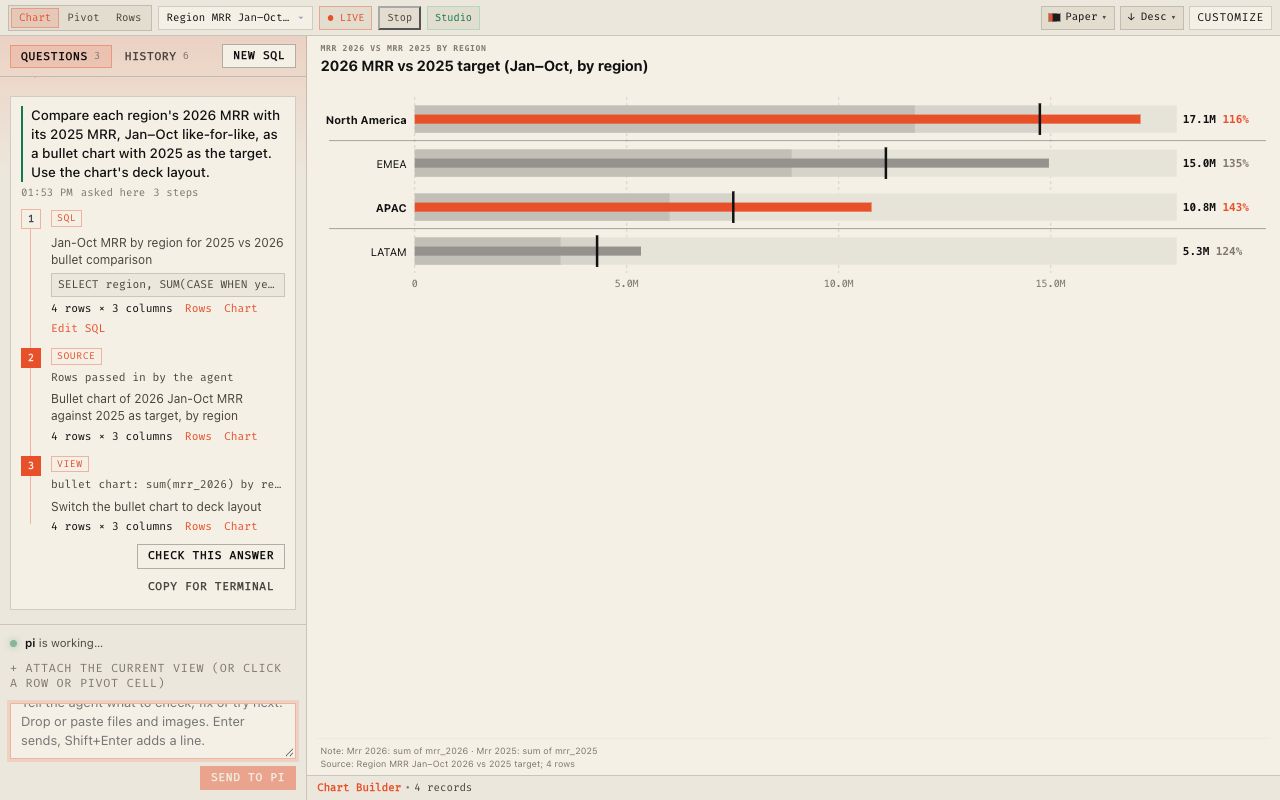 Chart Pivot Rows Region MRR Jan–Oct… LIVE Stop Studio Paper Desc CUSTOMIZE
QUESTIONS 3 HISTORY 6 NEW SQL
Compare each region's 2026 MRR with
its 2025 MRR, Jan–Oct like-for-like, as
a bullet chart with 2025 as the target.
Use the chart's deck layout.
01:53 PM asked here 3 steps
1 SQL
Jan-Oct MRR by region for 2025 vs 2026
bullet comparison
SELECT region, SUM(CASE WHEN ye…
4 rows × 3 columns Rows Chart
Edit SQL
2 SOURCE
Rows passed in by the agent
Bullet chart of 2026 Jan-Oct MRR
against 2025 as target, by region
4 rows × 3 columns Rows Chart
3 VIEW
bullet chart: sum(mrr_2026) by re…
Switch the bullet chart to deck layout
4 rows × 3 columns Rows Chart
CHECK THIS ANSWER
COPY FOR TERMINAL
pi is working…
+ ATTACH THE CURRENT VIEW (OR CLICK
A ROW OR PIVOT CELL)
Tell the agent what to check, fix or try next.
Drop or paste files and images. Enter
sends, Shift+Enter adds a line.
SEND TO PI
MRR 2026 VS MRR 2025 BY REGION
2026 MRR vs 2025 target (Jan–Oct, by region)
North America 17.1M 116%
EMEA 15.0M 135%
APAC 10.8M 143%
LATAM 5.3M 124%
0 5.0M 10.0M 15.0M
Note: Mrr 2026: sum of mrr_2026 · Mrr 2025: sum of mrr_2025
Source: Region MRR Jan–Oct 2026 vs 2025 target; 4 rows
Chart Builder • 4 records